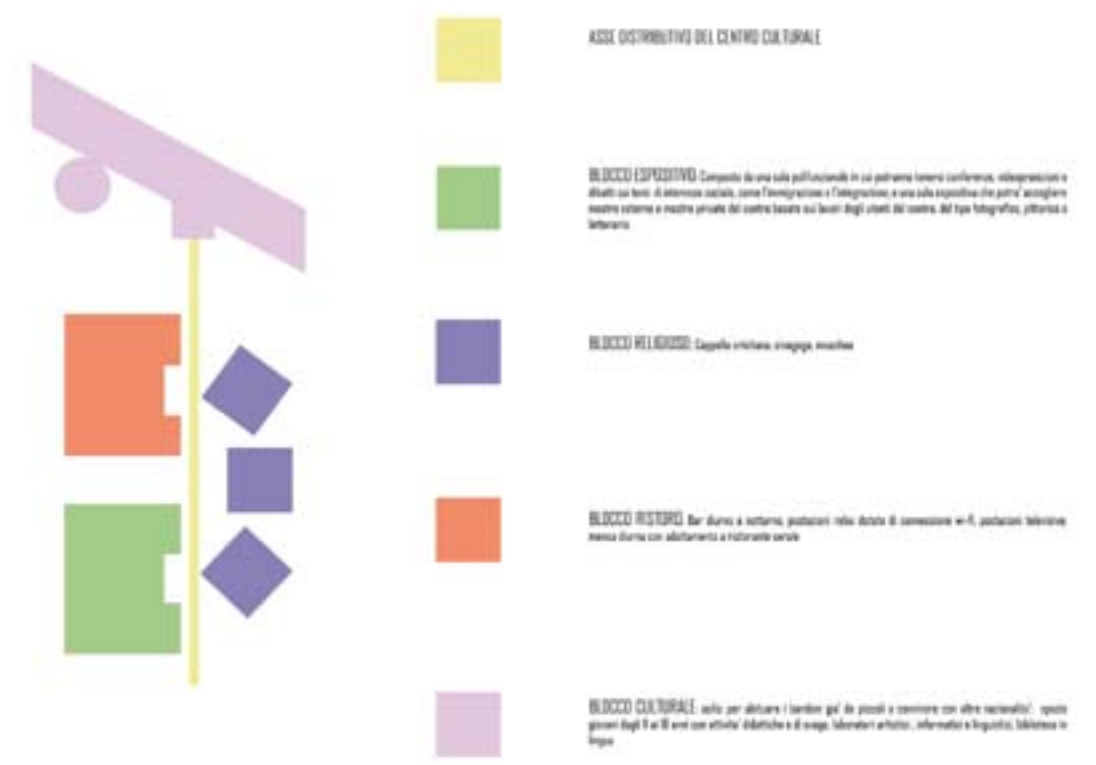 ASSE DISTRIBUTIVO DEL CENTRO CULTURALE
BLOCCO ESPOSITIVO: Composto da una sala polifunzionale in cui potranno tenersi conferenze, videoproiezioni e
dibatti sui temi di interesse sociale, come l'immigrazione e l'integrazione; e una sala espositiva che potra' accogliere
mostre esterne o mostre private del centro basate sui lavori degli utenti del centro, del tipo fotografico, pittorico o
letterario.
BLOCCO RELIGIOSO: Cappella cristiana, sinagoga, moschea
BLOCCO RISTORO: Bar diurno e notturno, postazioni relax dotate di connessione wi-fi, postazioni televisive,
mensa diurna con adattamento a ristorante serale
BLOCCO CULTURALE: asilo per abituare i bambini gia' da piccoli a convivere con altre nazionalita', spazio
giovani dagli 11 ai 18 anni con attivita' didattiche e di svago, laboratori artistici, informatici e linguistici, biblioteca in
lingua